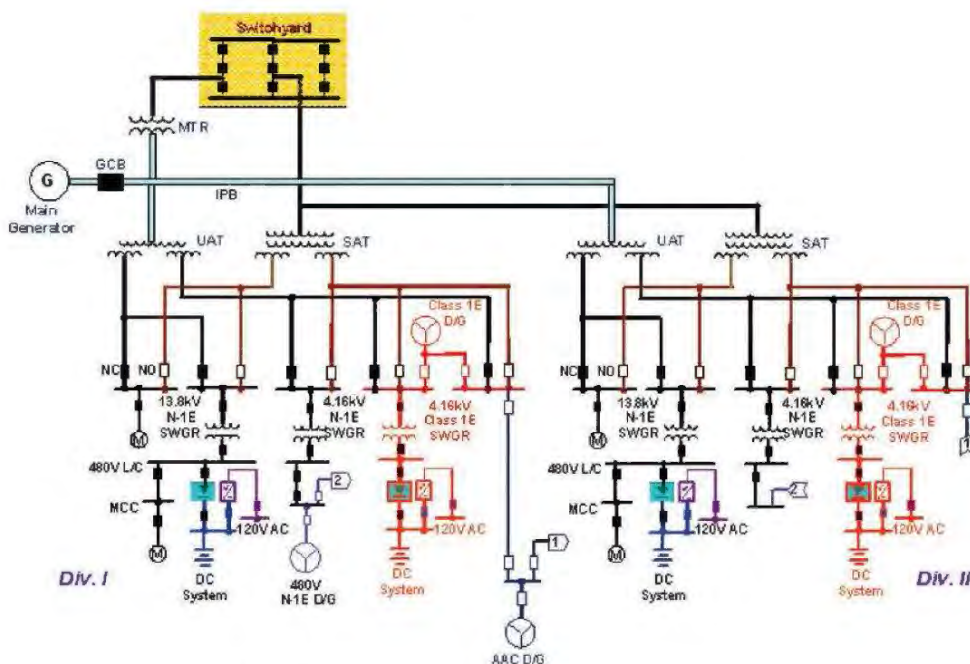 Switchyard
MTR
GCB
G
IPB
Main
Generator
UAT
SAT
UAT
SAT
Class 1E
D/G
Class 1E
D/G
NC
NO
NC
NO
13.8kV
N-1E
SWGR
4.16kV
N-1E
SWGR
4.16kV
Class 1E
SWGR
13.8kV
N-1E
SWGR
4.16kV
N-1E
SWGR
4.16kV
Class 1E
SWGR
M
M
1
480V L/C
480V L/C
MCC
2
MCC
2
120V AC
120V AC
120V AC
120V AC
M
1
M
Div. I
DC
System
480V
N-1E D/G
DC
System
DC
System
DC
System
Div. II
AAC D/G